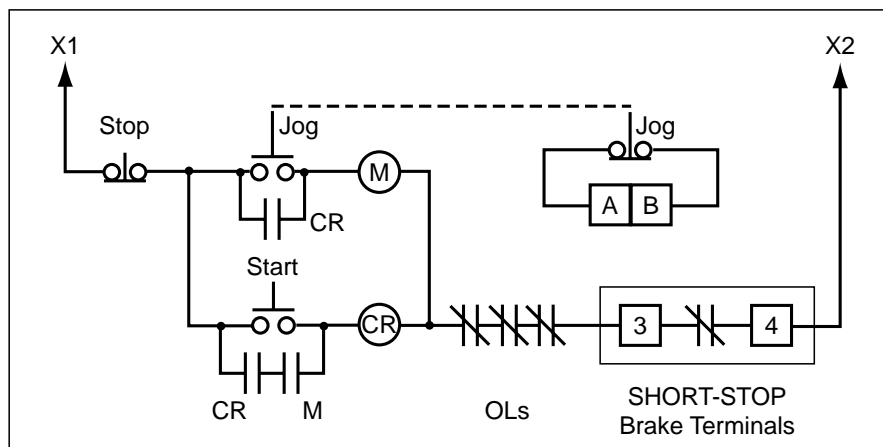 X1
X2
Stop
Jog
Jog
M
A B
CR
Start
CR
3
4
CR M
OLs
SHORT-STOP
Brake Terminals